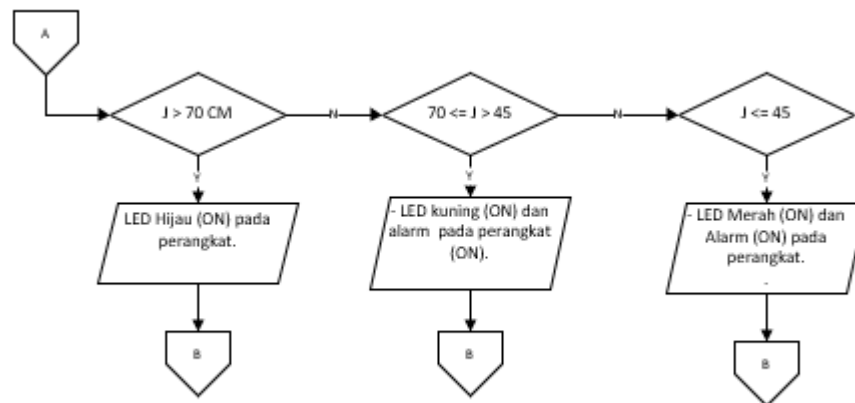 A
J > 70 CM
N
70 <= J > 45
N
J <= 45
Y
Y
Y
LED Hijau (ON) pada
perangkat.
- LED kuning (ON) dan
alarm pada perangkat
(ON).
- LED Merah (ON) dan
Alarm (ON) pada
perangkat.
-
B
B
B